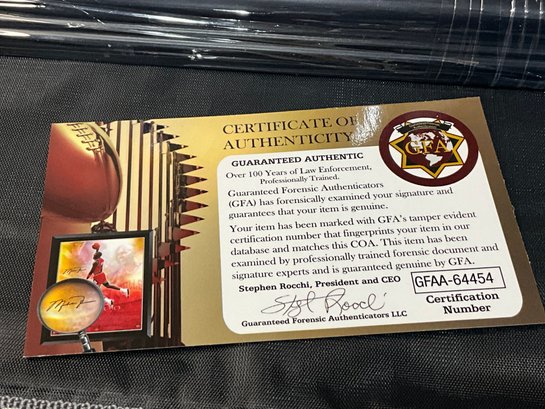 CERTIFICATE OF
AUTHENTICITY
GFA
GUARANTEED AUTHENTIC
Over 100 Years of Law Enforcement,
Professionally Trained.
Guaranteed Forensic Authenticators
(GFA) has forensically examined your signature and
guarantees that your item is genuine.
Your item has been marked with GFA's tamper evident
certification number that fingerprints your item in our
database and matches this COA. This item has been
examined by professionally trained forensic document and
signature experts and is guaranteed genuine by GFA.
Stephen Rocchi, President and CEO
Guaranteed Forensic Authenticators LLC
GFAA-64454
Certification
Number